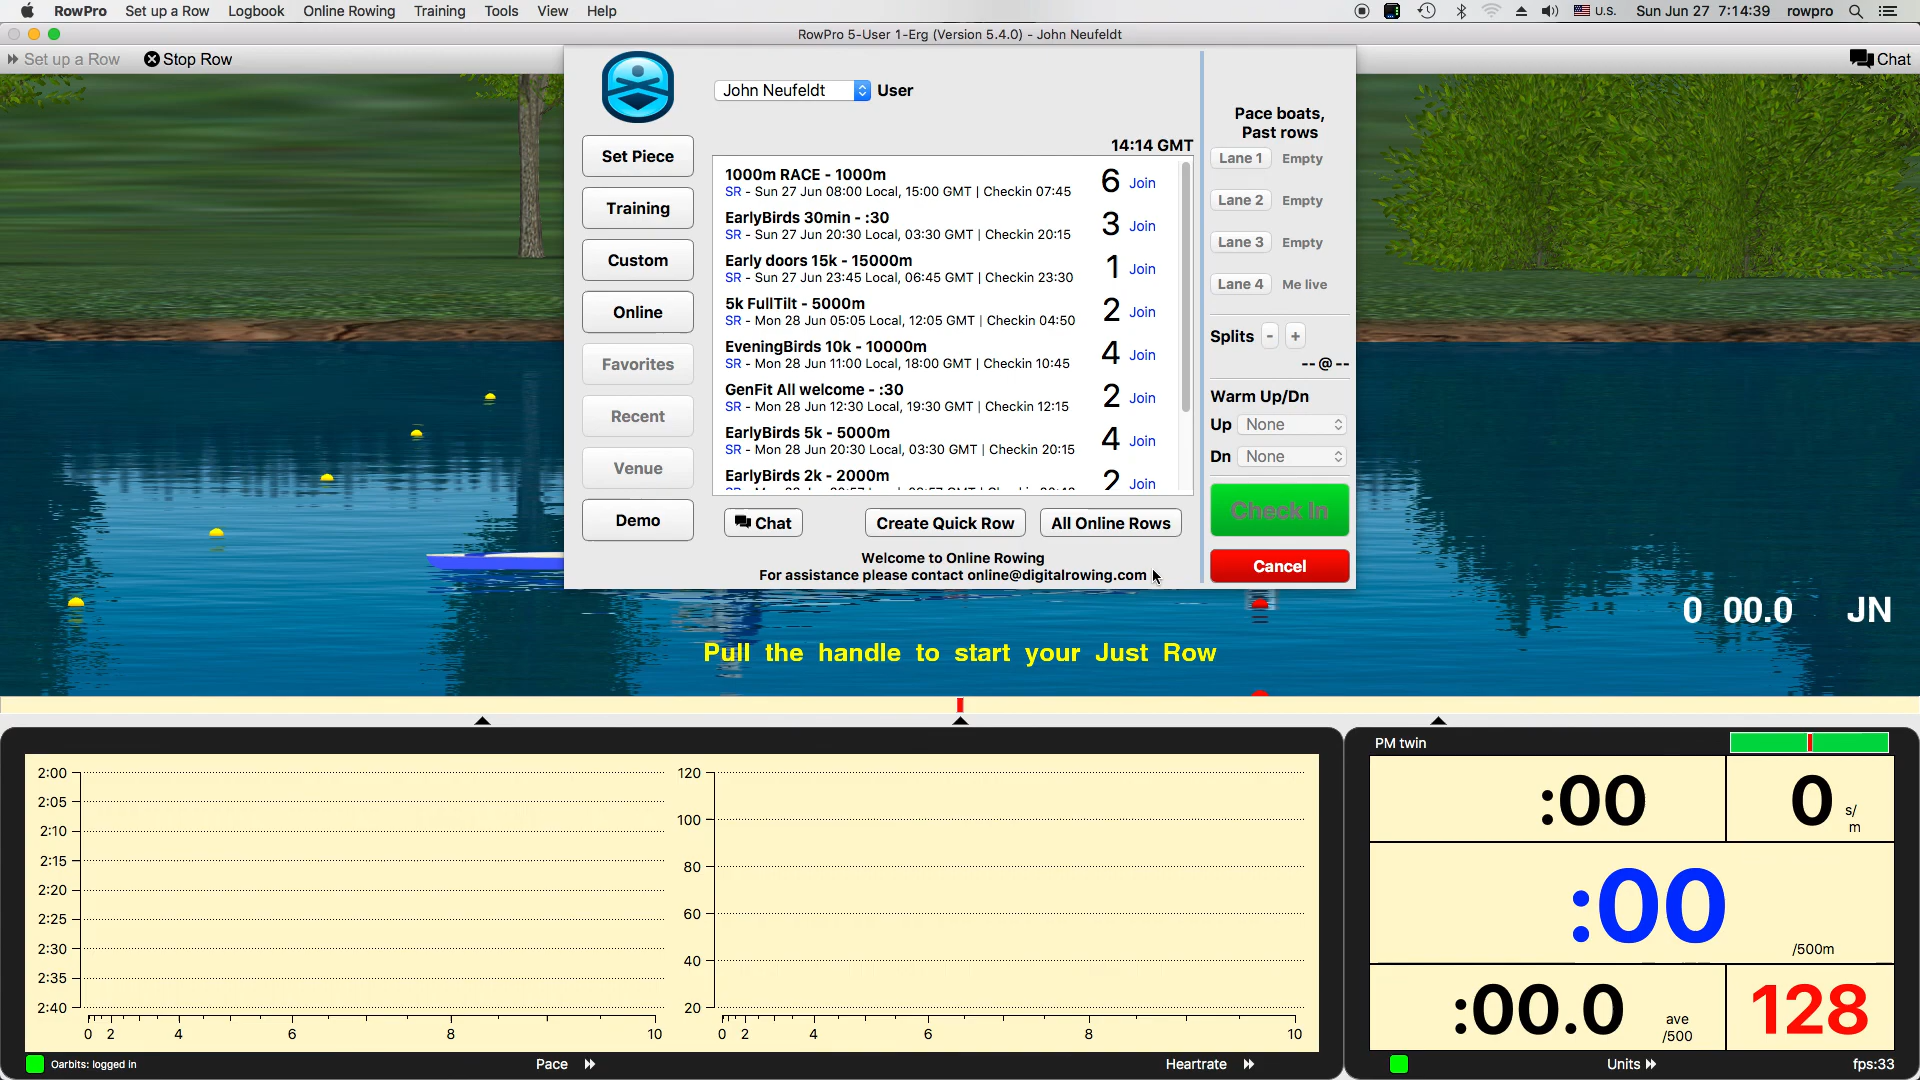 RowPro Set up a Row Logbook Online Rowing Training Tools View Help U.S. Sun Jun 27 7:14:39 rowpro
RowPro 5-User 1-Erg (Version 5.4.0) - John Neufeldt
Set up a Row Stop Row Chat
John Neufeldt User
14:14 GMT
Set Piece
Training
Custom
Online
Favorites
Recent
Venue
Demo
1000m RACE - 1000m
SR - Sun 27 Jun 08:00 Local, 15:00 GMT | Checkin 07:45
6 Join
EarlyBirds 30min - :30
SR - Sun 27 Jun 20:30 Local, 03:30 GMT | Checkin 20:15
3 Join
Early doors 15k - 15000m
SR - Sun 27 Jun 23:45 Local, 06:45 GMT | Checkin 23:30
1 Join
5k FullTilt - 5000m
SR - Mon 28 Jun 05:05 Local, 12:05 GMT | Checkin 04:50
2 Join
EveningBirds 10k - 10000m
SR - Mon 28 Jun 11:00 Local, 18:00 GMT | Checkin 10:45
4 Join
GenFit All welcome - :30
SR - Mon 28 Jun 12:30 Local, 19:30 GMT | Checkin 12:15
2 Join
EarlyBirds 5k - 5000m
SR - Mon 28 Jun 20:30 Local, 03:30 GMT | Checkin 20:15
4 Join
EarlyBirds 2k - 2000m
2 Join
Chat Create Quick Row All Online Rows
Welcome to Online Rowing
For assistance please contact online@digitalrowing.com
Pace boats,
Past rows
Lane 1 Empty
Lane 2 Empty
Lane 3 Empty
Lane 4 Me live
Splits - +
--@--
Warm Up/Dn
Up None
Dn None
Check In
Cancel
0 00.0 JN
Pull the handle to start your Just Row
2:00
2:05
2:10
2:15
2:20
2:25
2:30
2:35
2:40
0 2 4 6 8 10
120
100
80
60
40
20
0 2 4 6 8 10
Oarbits: logged in Pace Heartrate
PM twin
:00 0 s/
m
:00 /500m
:00.0 ave
/500
128
Units fps:33